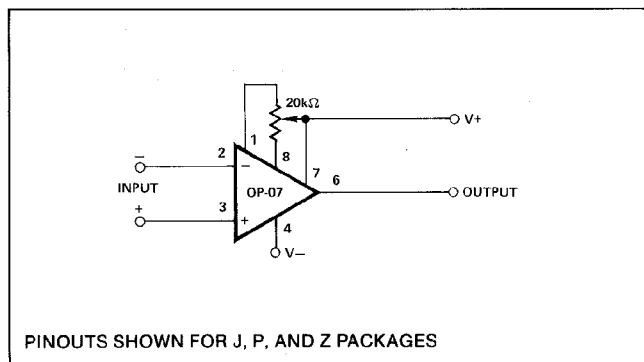 20kΩ
V+
1
8
7
2
−
−
6
OP-07
OUTPUT
INPUT
3
+
+
4
V−
PINOUTS SHOWN FOR J, P, AND Z PACKAGES